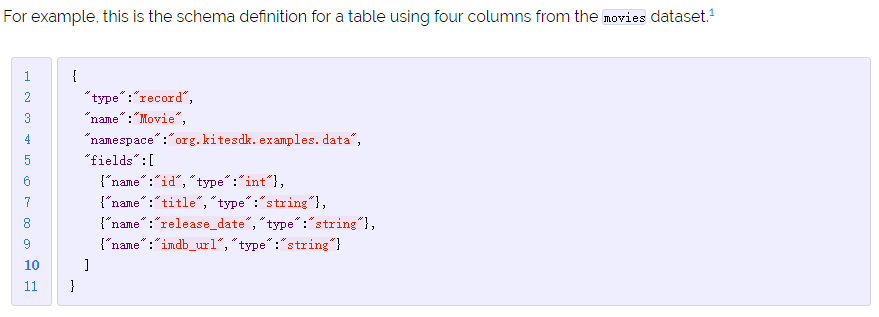 For example, this is the schema definition for a table using four columns from the movies dataset.1
1 {
2 "type":"record",
3 "name":"Movie",
4 "namespace":"org.kitesdk.examples.data",
5 "fields":[
6 {"name":"id","type":"int"},
7 {"name":"title","type":"string"},
8 {"name":"release_date","type":"string"},
9 {"name":"imdb_url","type":"string"}
10 ]
11 }